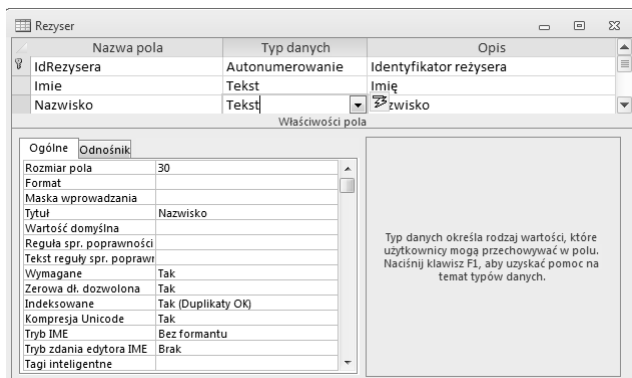 Rezyser
Nazwa pola Typ danych Opis
IdRezysera Autonumerowanie Identyfikator reżysera
Imie Tekst Imię
Nazwisko Tekst zwisko
Właściwości pola
Ogólne Odnośnik
Rozmiar pola 30
Format
Maska wprowadzania
Tytuł Nazwisko
Wartość domyślna
Reguła spr. poprawności
Tekst reguły spr. popraw
Wymagane Tak
Zerowa dł. dozwolona Tak
Indeksowane Tak (Duplikaty OK)
Kompresja Unicode Tak
Tryb IME Bez formantu
Tryb zdania edytora IME Brak
Tagi inteligentne
Typ danych określa rodzaj wartości, które
użytkownicy mogą przechowywać w polu.
Naciśnij klawisz F1, aby uzyskać pomoc na
temat typów danych.